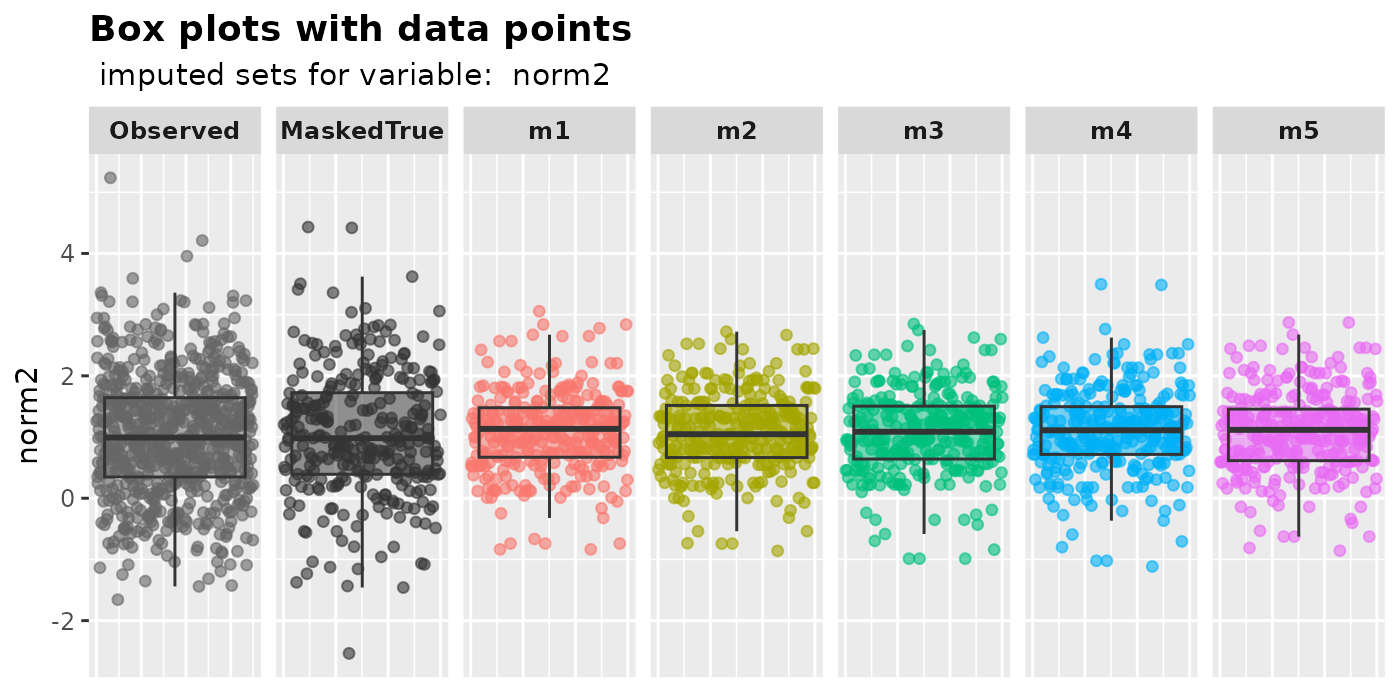 Box plots with data points
imputed sets for variable:  norm2
Observed MaskedTrue m1 m2 m3 m4 m5
norm2
4
2
0
-2